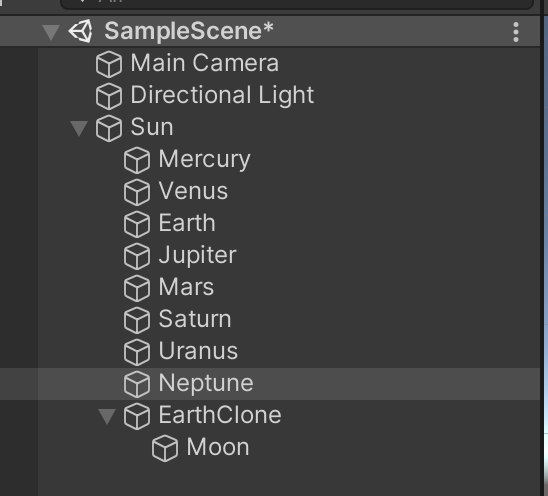 SampleScene*
Main Camera
Directional Light
Sun
Mercury
Venus
Earth
Jupiter
Mars
Saturn
Uranus
Neptune
EarthClone
Moon